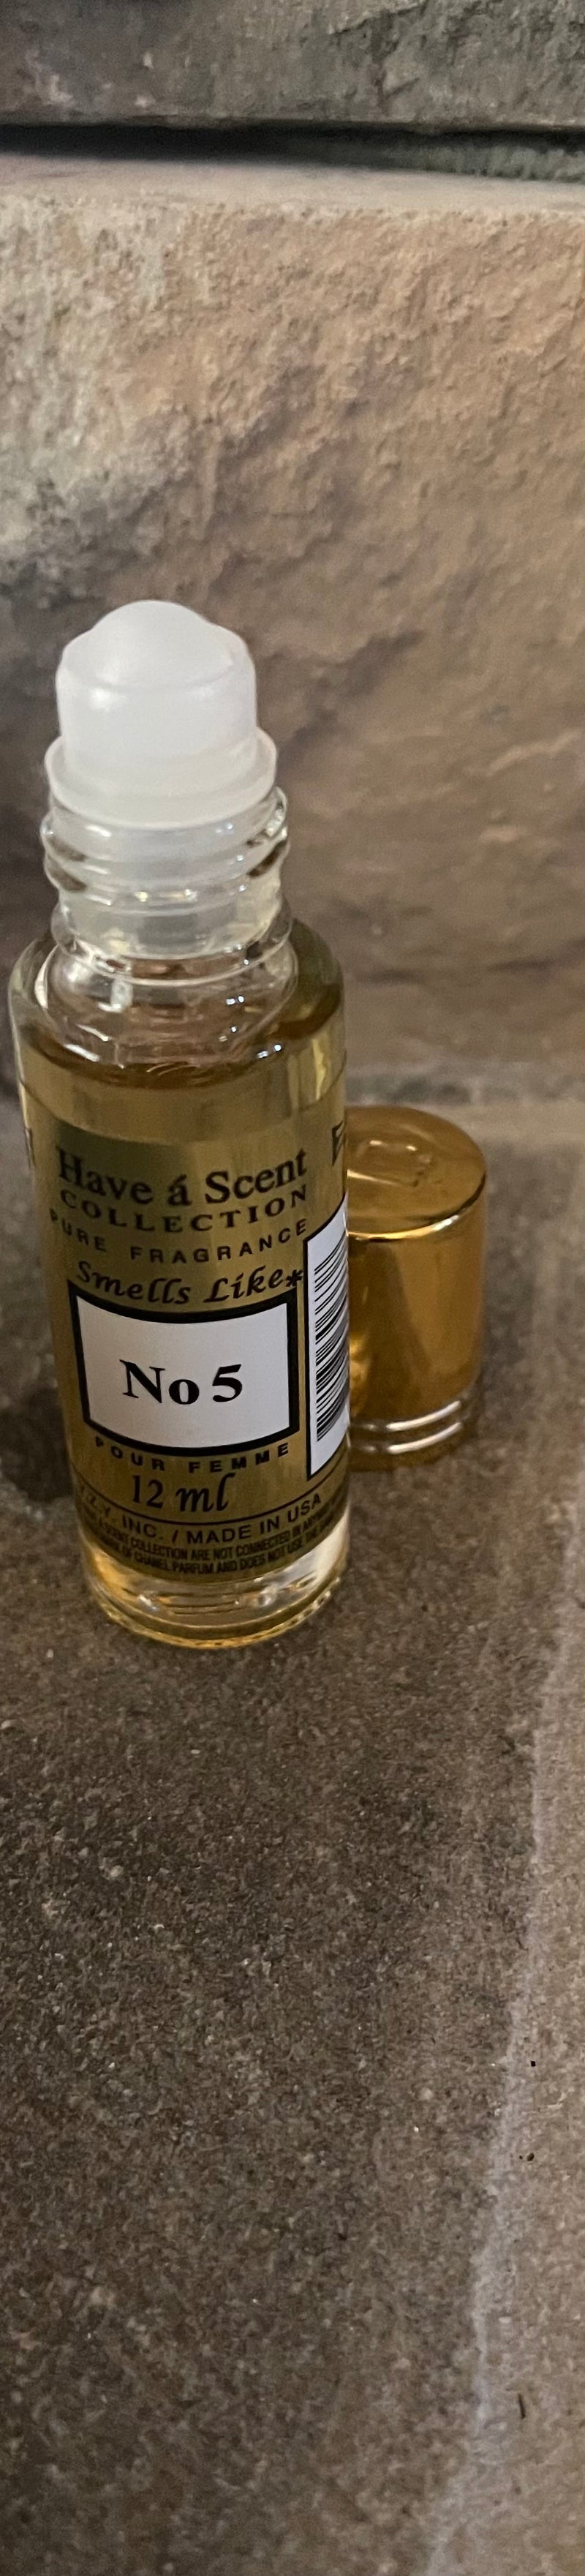 Have á Scent
COLLECTION
PURE FRAGRANCE
Smells Like*
No 5
POUR FEMME
12 ml
INC. / MADE IN USA
SCENT COLLECTION ARE NOT CONNECTED IN
OF CHANEL PARFUM AND DOES NOT USE THE